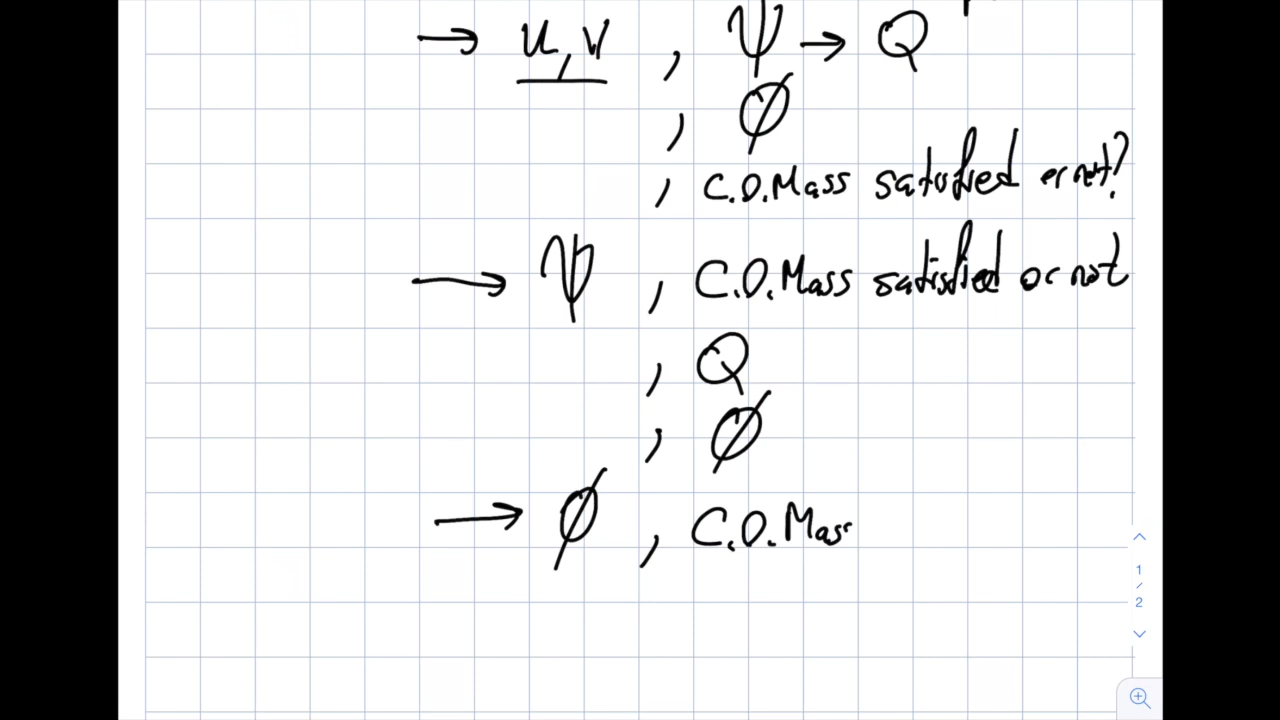 → u, v , ψ → Q
, Ø
, C.O.Mass satisfied or not?
→ ψ , C.O.Mass satisfied or not
, Q
, Ø
→ Ø , C.O.Mass
1
/
2